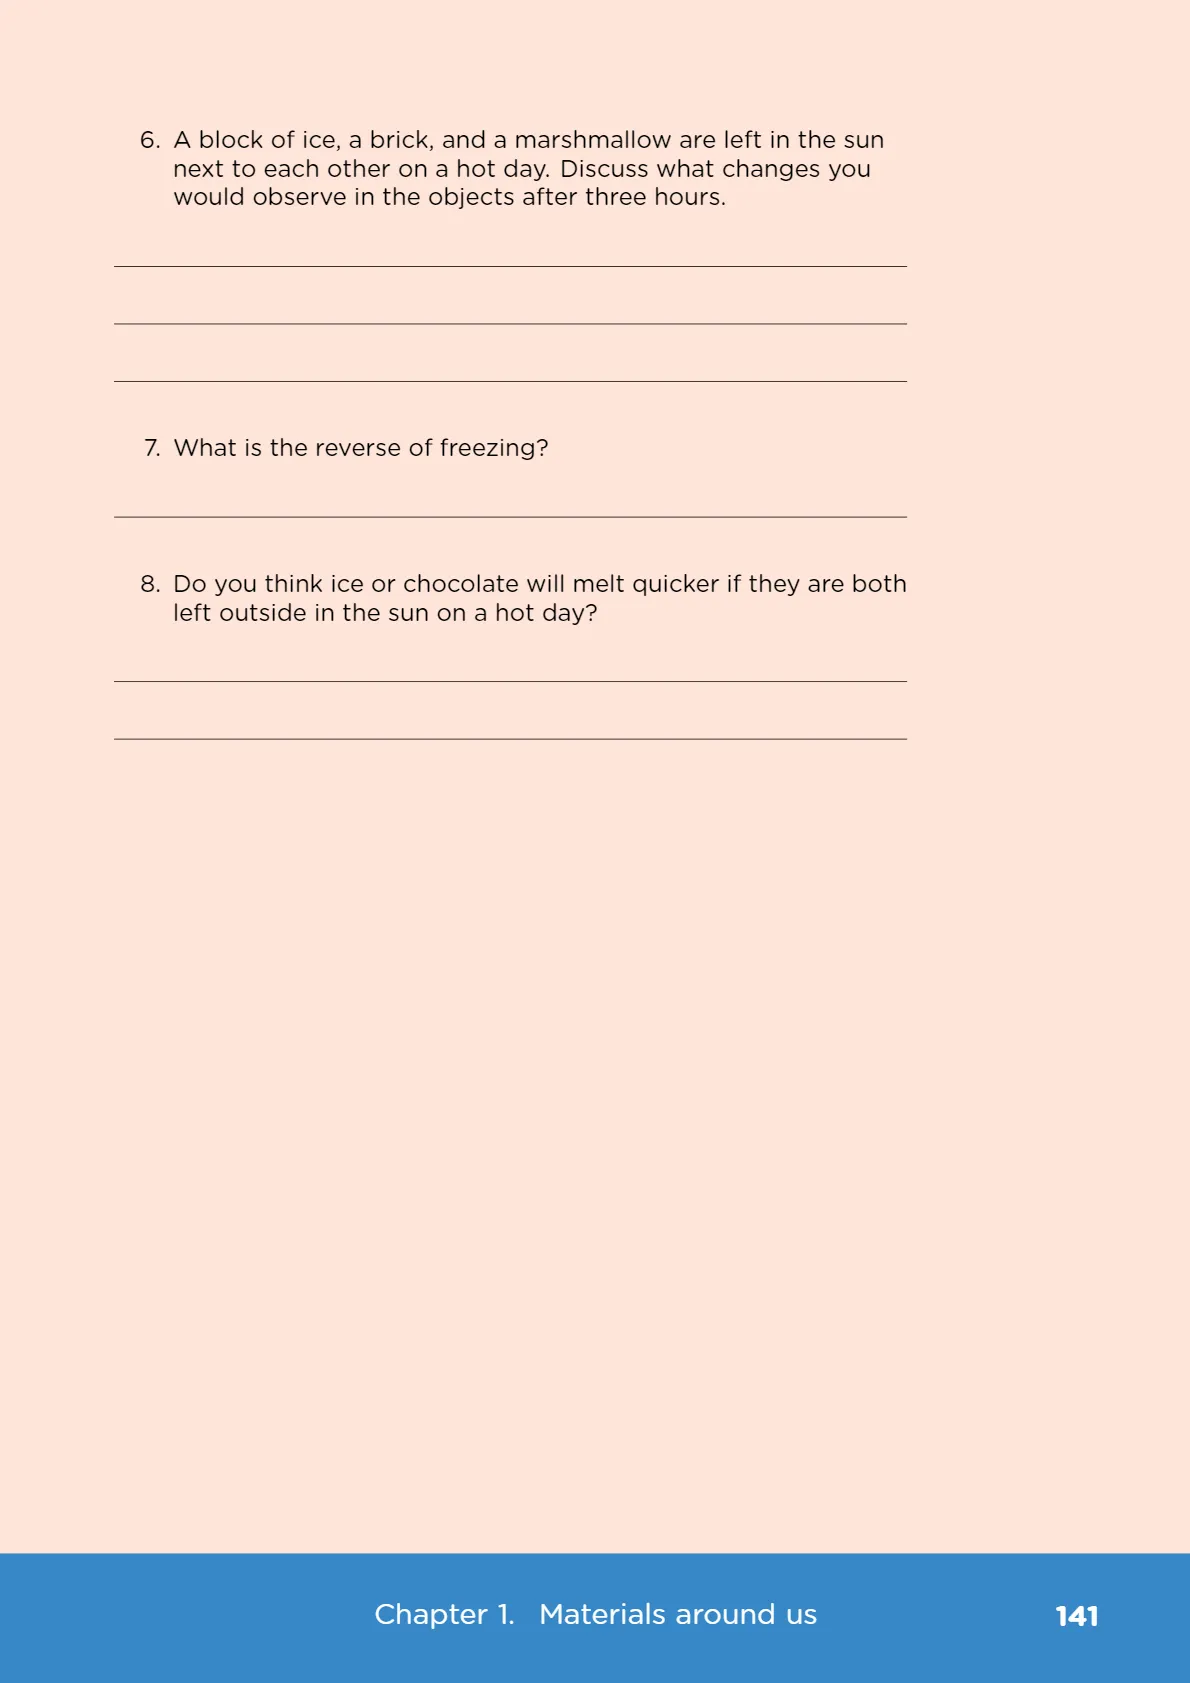 6. A block of ice, a brick, and a marshmallow are left in the sun
next to each other on a hot day. Discuss what changes you
would observe in the objects after three hours.
7. What is the reverse of freezing?
8. Do you think ice or chocolate will melt quicker if they are both
left outside in the sun on a hot day?
Chapter 1. Materials around us 141